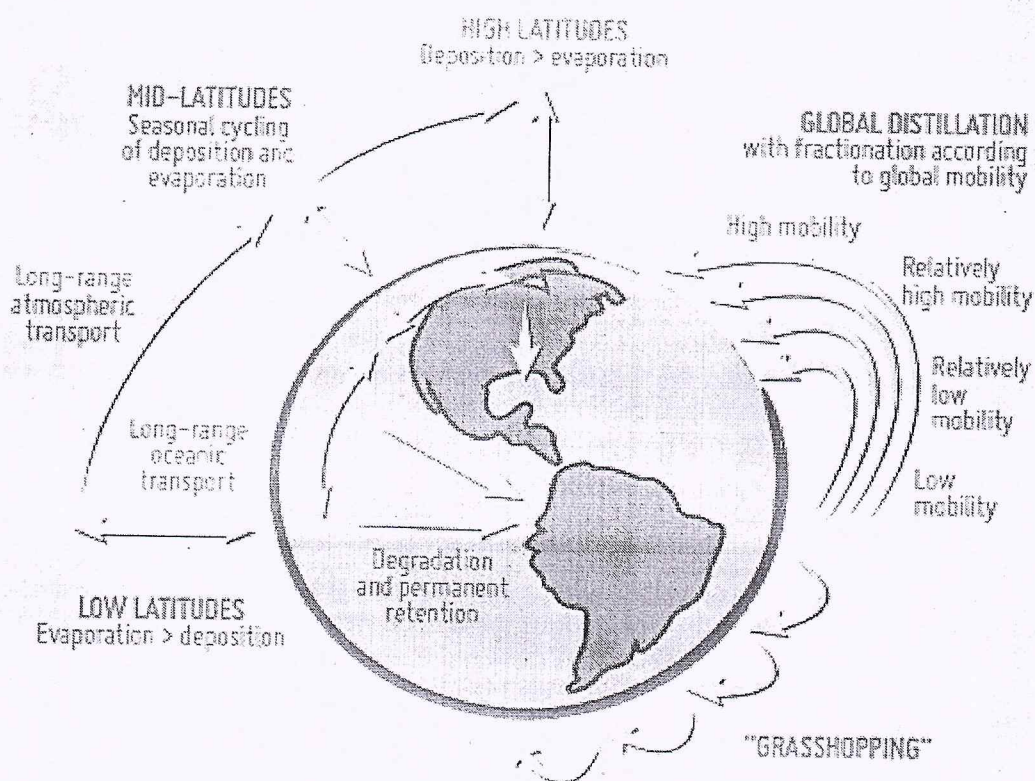 HIGH LATITUDES
Deposition > evaporation
MID-LATITUDES
Seasonal cycling
of deposition and
evaporation
GLOBAL DISTILLATION
with fractionation according
to global mobility
High mobility
Long-range
atmospheric
transport
Relatively
high mobility
Relatively
low
mobility
Long-range
oceanic
transport
Low
mobility
Degradation
and permanent
retention
LOW LATITUDES
Evaporation > deposition
"GRASSHOPPING"